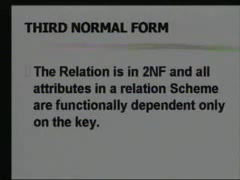 THIRD NORMAL FORM
The Relation is in 2NF and all
attributes in a relation Scheme
are functionally dependent only
on the key.